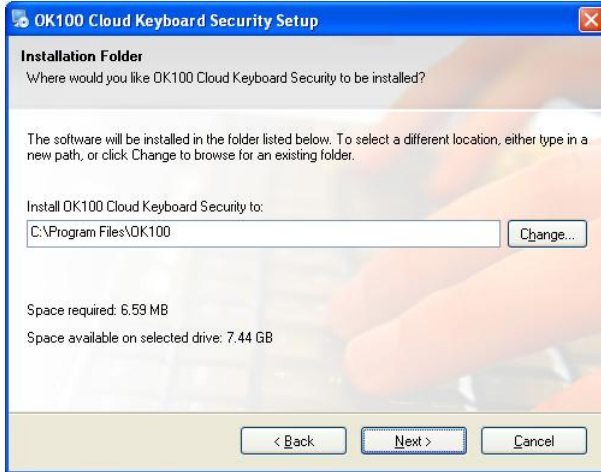 OK100 Cloud Keyboard Security Setup
Installation Folder
Where would you like OK100 Cloud Keyboard Security to be installed?
The software will be installed in the folder listed below. To select a different location, either type in a
new path, or click Change to browse for an existing folder.
Install OK100 Cloud Keyboard Security to:
C:\Program Files\OK100
Change...
Space required: 6.59 MB
Space available on selected drive: 7.44 GB
< Back
Next >
Cancel